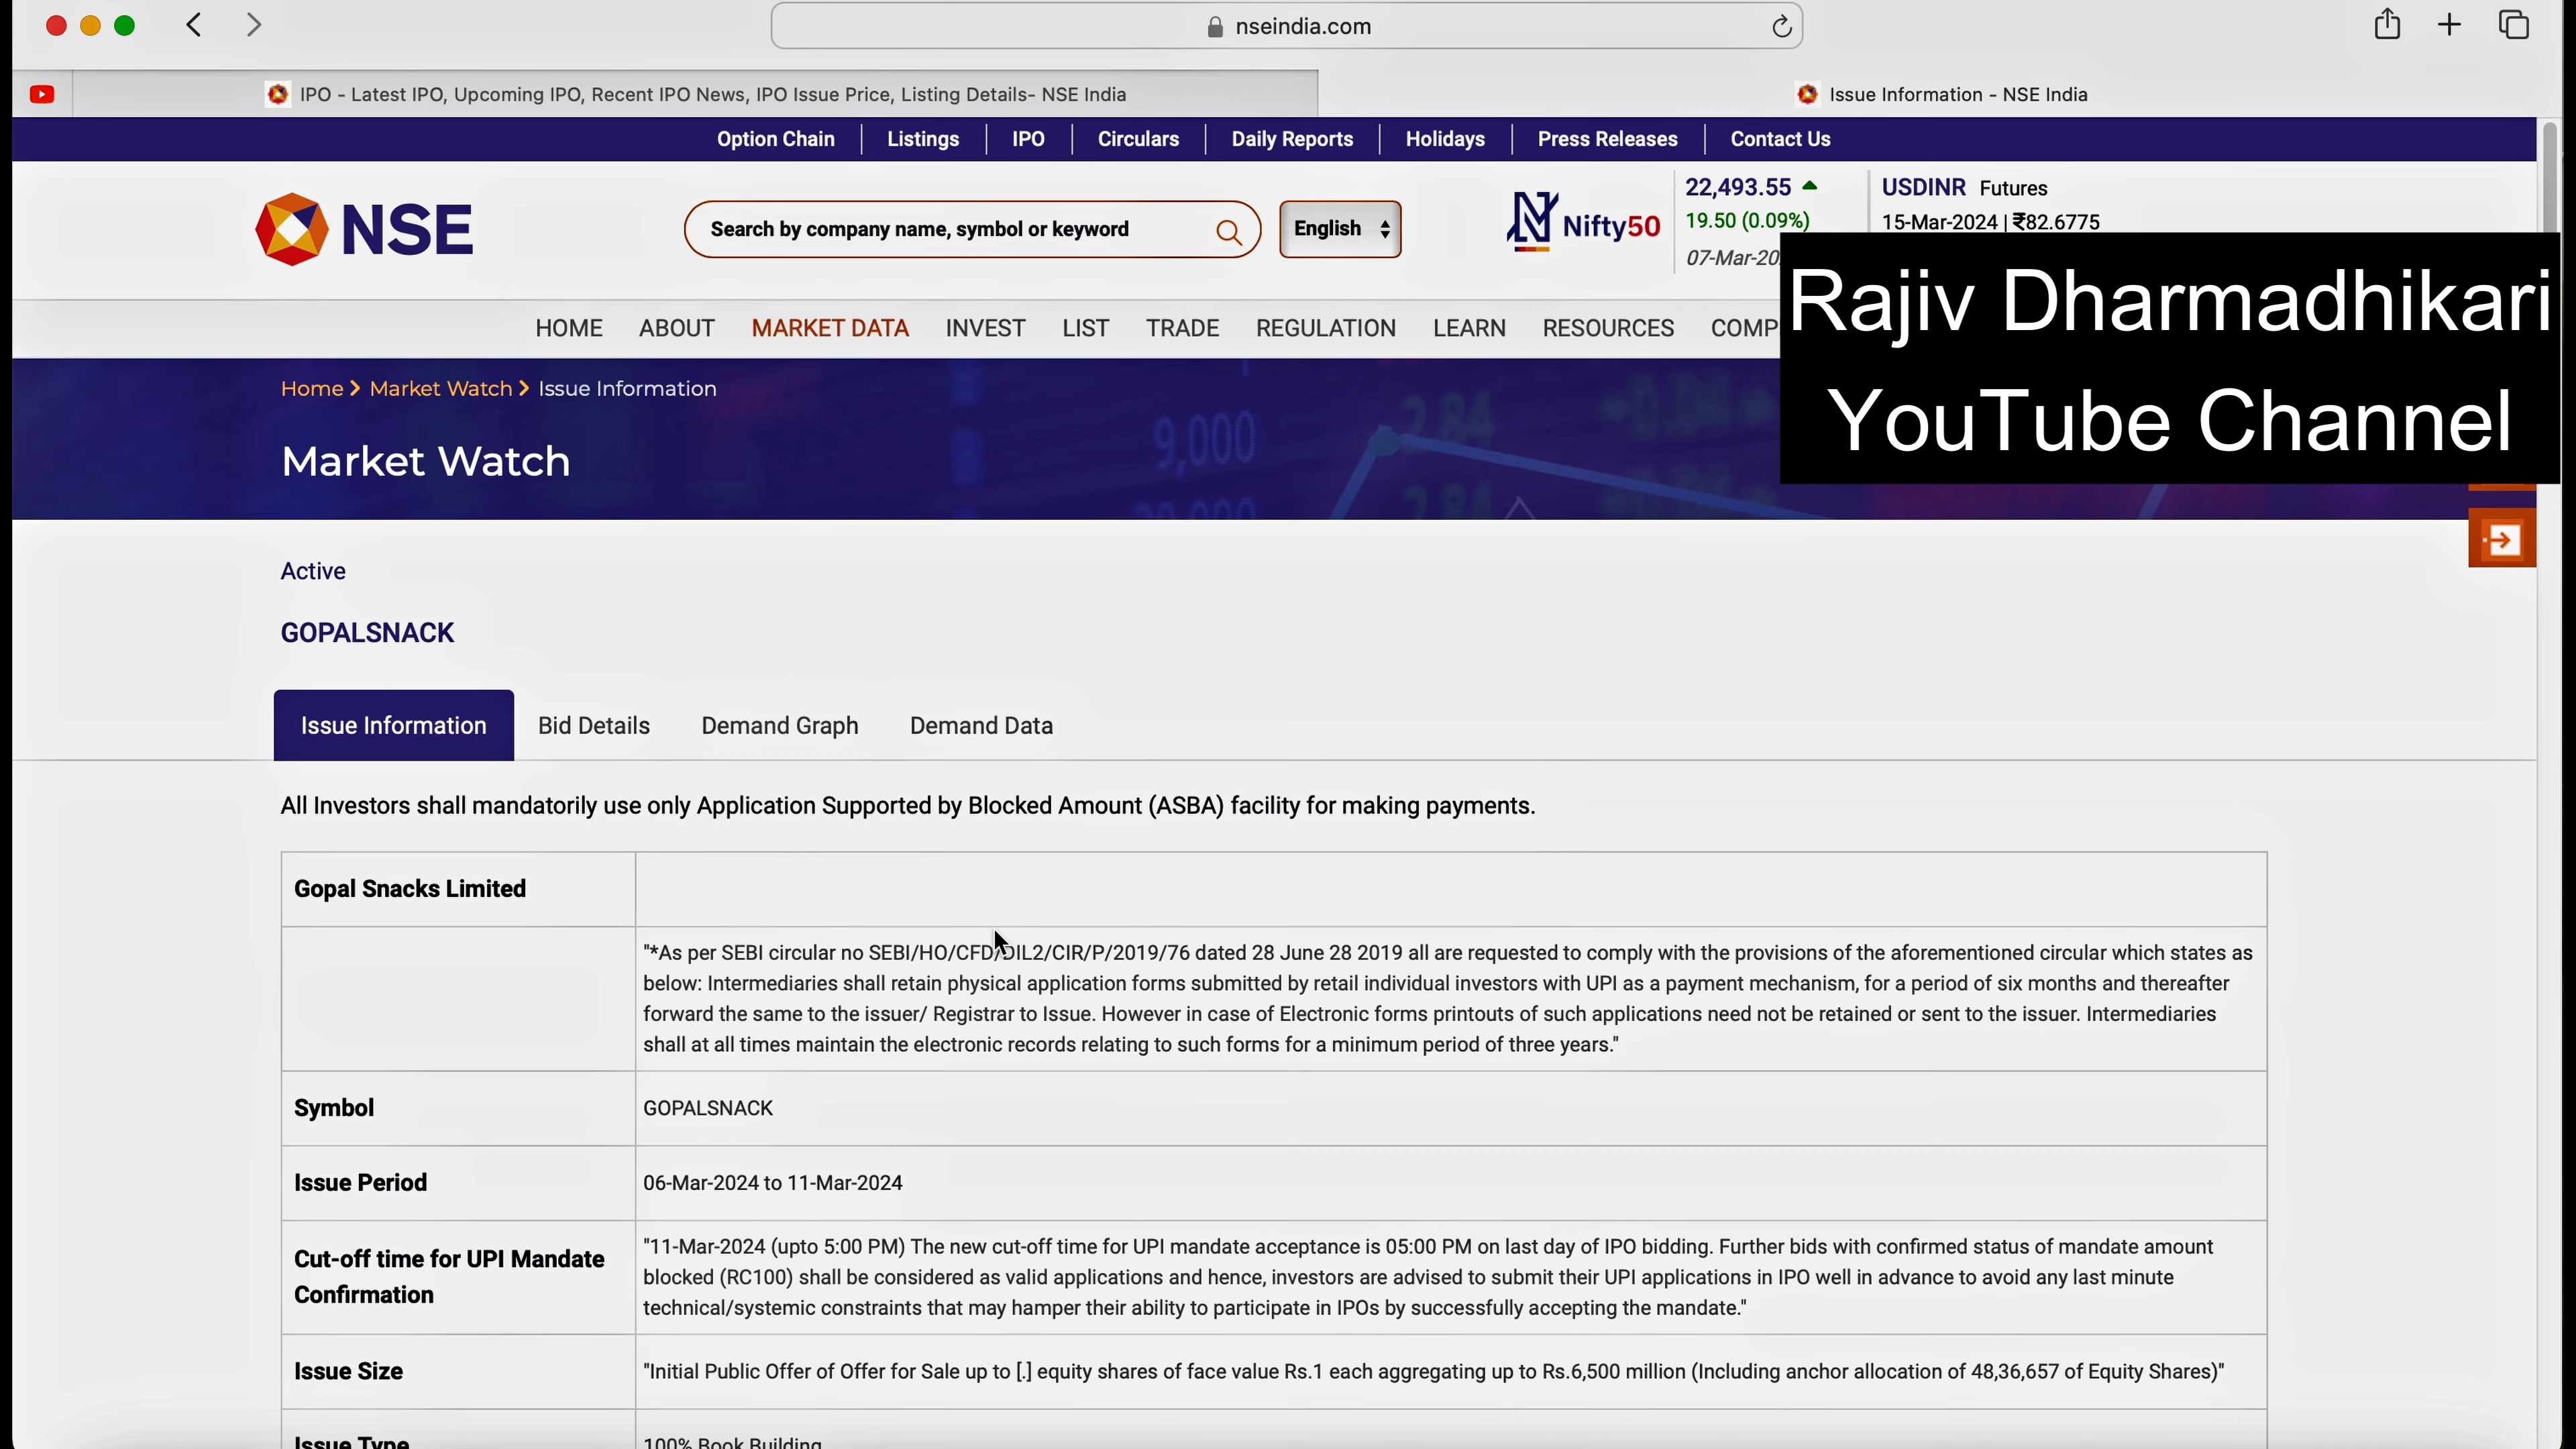 nseindia.com
IPO - Latest IPO, Upcoming IPO, Recent IPO News, IPO Issue Price, Listing Details- NSE India
Issue Information - NSE India
Option Chain
Listings
IPO
Circulars
Daily Reports
Holidays
Press Releases
Contact Us
NSE
Search by company name, symbol or keyword
English
Nifty50
22,493.55
19.50 (0.09%)
07-Mar-20
USDINR Futures
15-Mar-2024 | ₹82.6775
Rajiv Dharmadhikari
YouTube Channel
HOME
ABOUT
MARKET DATA
INVEST
LIST
TRADE
REGULATION
LEARN
RESOURCES
COMP
Home > Market Watch > Issue Information
9,000
2.84
Market Watch
Active
GOPALSNACK
Issue Information
Bid Details
Demand Graph
Demand Data
All Investors shall mandatorily use only Application Supported by Blocked Amount (ASBA) facility for making payments.
Gopal Snacks Limited
"*As per SEBI circular no SEBI/HO/CFD/DIL2/CIR/P/2019/76 dated 28 June 28 2019 all are requested to comply with the provisions of the aforementioned circular which states as
below: Intermediaries shall retain physical application forms submitted by retail individual investors with UPI as a payment mechanism, for a period of six months and thereafter
forward the same to the issuer/ Registrar to Issue. However in case of Electronic forms printouts of such applications need not be retained or sent to the issuer. Intermediaries
shall at all times maintain the electronic records relating to such forms for a minimum period of three years."
Symbol
GOPALSNACK
Issue Period
06-Mar-2024 to 11-Mar-2024
Cut-off time for UPI Mandate
Confirmation
"11-Mar-2024 (upto 5:00 PM) The new cut-off time for UPI mandate acceptance is 05:00 PM on last day of IPO bidding. Further bids with confirmed status of mandate amount
blocked (RC100) shall be considered as valid applications and hence, investors are advised to submit their UPI applications in IPO well in advance to avoid any last minute
technical/systemic constraints that may hamper their ability to participate in IPOs by successfully accepting the mandate."
Issue Size
"Initial Public Offer of Offer for Sale up to [.] equity shares of face value Rs.1 each aggregating up to Rs.6,500 million (Including anchor allocation of 48,36,657 of Equity Shares)"
Issue Type
100% Book Building